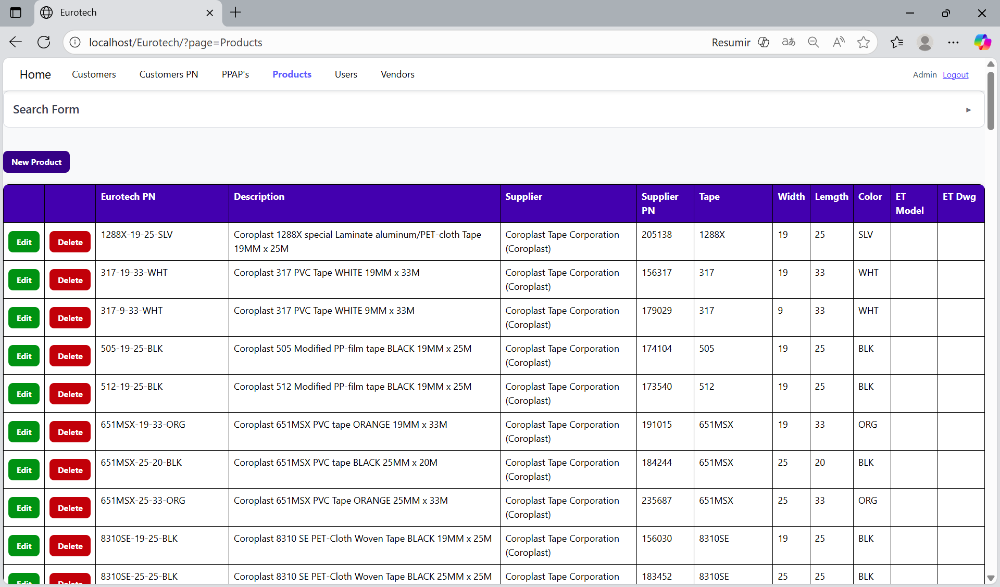 Eurotech
localhost/Eurotech/?page=Products
Resumir
aあ
Home Customers Customers PN PPAP's Products Users Vendors Admin Logout
Search Form
New Product
Eurotech PN Description Supplier Supplier PN Tape Width Lemgth Color ET Model ET Dwg
Edit Delete 1288X-19-25-SLV Coroplast 1288X special Laminate aluminum/PET-cloth Tape 19MM x 25M Coroplast Tape Corporation (Coroplast) 205138 1288X 19 25 SLV
Edit Delete 317-19-33-WHT Coroplast 317 PVC Tape WHITE 19MM x 33M Coroplast Tape Corporation (Coroplast) 156317 317 19 33 WHT
Edit Delete 317-9-33-WHT Coroplast 317 PVC Tape WHITE 9MM x 33M Coroplast Tape Corporation (Coroplast) 179029 317 9 33 WHT
Edit Delete 505-19-25-BLK Coroplast 505 Modified PP-film tape BLACK 19MM x 25M Coroplast Tape Corporation (Coroplast) 174104 505 19 25 BLK
Edit Delete 512-19-25-BLK Coroplast 512 Modified PP-film tape BLACK 19MM x 25M Coroplast Tape Corporation (Coroplast) 173540 512 19 25 BLK
Edit Delete 651MSX-19-33-ORG Coroplast 651MSX PVC tape ORANGE 19MM x 33M Coroplast Tape Corporation (Coroplast) 191015 651MSX 19 33 ORG
Edit Delete 651MSX-25-20-BLK Coroplast 651MSX PVC tape BLACK 25MM x 20M Coroplast Tape Corporation (Coroplast) 184244 651MSX 25 20 BLK
Edit Delete 651MSX-25-33-ORG Coroplast 651MSX PVC Tape ORANGE 25MM x 33M Coroplast Tape Corporation (Coroplast) 235687 651MSX 25 33 ORG
Edit Delete 8310SE-19-25-BLK Coroplast 8310 SE PET-Cloth Woven Tape BLACK 19MM x 25M Coroplast Tape Corporation (Coroplast) 156030 8310SE 19 25 BLK
Edit Delete 8310SE-25-25-BLK Coroplast 8310 SE PET-Cloth Woven Tape BLACK 25MM x 25M Coroplast Tape Corporation 183452 8310SE 25 25 BLK